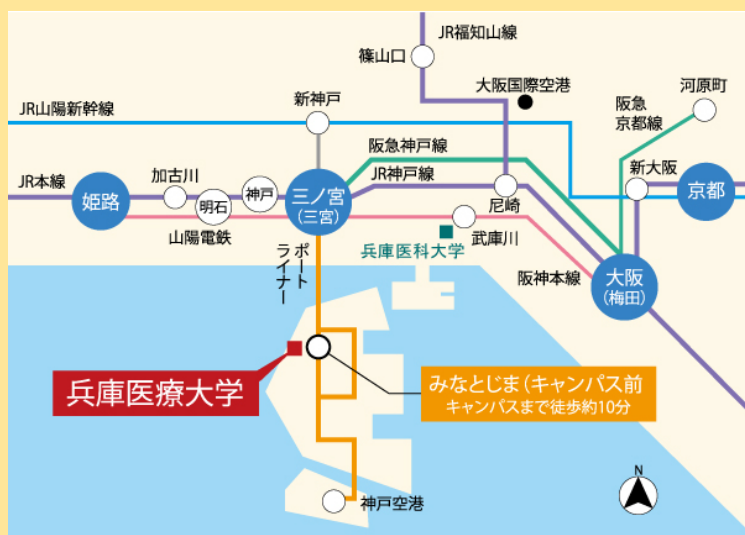 JR福知山線
篠山口
大阪国際空港
河原町
阪急
京都線
JR山陽新幹線
新神戸
阪急神戸線
新大阪
京都
JR本線
姫路
加古川
明石
神戸
三ノ宮
(三宮)
JR神戸線
尼崎
山陽電鉄
兵庫医科大学
武庫川
阪神本線
大阪
(梅田)
ポート
ライナー
兵庫医療大学
みなとじま(キャンパス前
キャンパスまで徒歩約10分
神戸空港
N